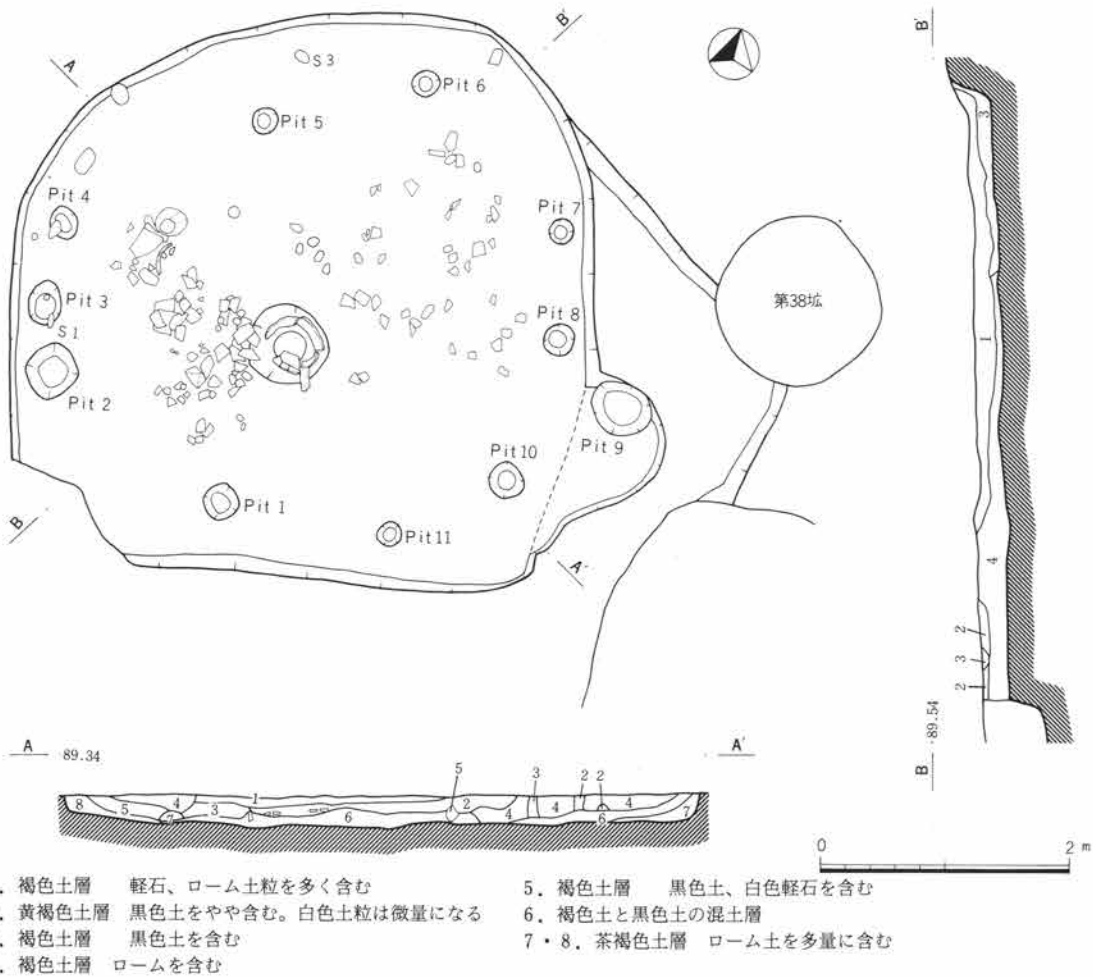 B'
B'
A
S 3
Pit 6
Pit 5
Pit 4
Pit 7
Pit 3
S 1
Pit 8
第38坛
Pit 2
Pit 9
Pit 10
Pit 1
Pit 11
B
A'
3
1
4
2
3
2
B
89.54
A 89.34
A'
5 3 2 2
8 5 4 7 3 1 6 2 4 4 6 4 7
0 2 m
. 褐色土層 軽石、ローム土粒を多く含む
. 黄褐色土層 黒色土をやや含む。白色土粒は微量になる
. 褐色土層 黒色土を含む
. 褐色土層 ロームを含む
5. 褐色土層 黒色土、白色軽石を含む
6. 褐色土と黒色土の混土層
7・8. 茶褐色土層 ローム土を多量に含む